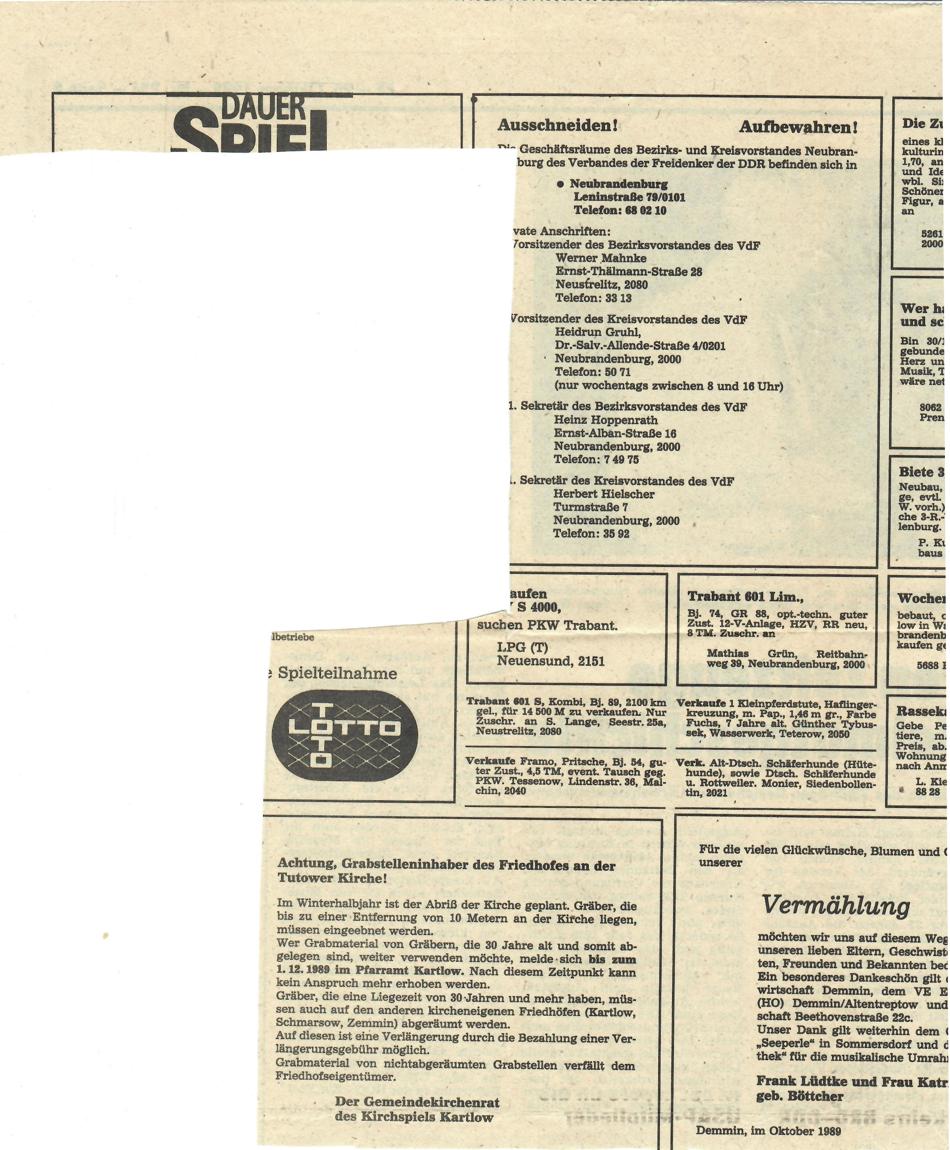 DAUER
SPIEL
lbetriebe
Spielteilnahme
TOTO
LOTTO
Ausschneiden! Aufbewahren!
Die Geschäftsräume des Bezirks- und Kreisvorstandes Neubran-
burg des Verbandes der Freidenker der DDR befinden sich in
● Neubrandenburg
Leninstraße 79/0101
Telefon: 68 02 10
vate Anschriften:
Vorsitzender des Bezirksvorstandes des VdF
Werner Mahnke
Ernst-Thälmann-Straße 28
Neustrelitz, 2080
Telefon: 33 13
Vorsitzender des Kreisvorstandes des VdF
Heidrun Gruhl,
Dr.-Salv.-Allende-Straße 4/0201
Neubrandenburg, 2000
Telefon: 50 71
(nur wochentags zwischen 8 und 16 Uhr)
1. Sekretär des Bezirksvorstandes des VdF
Heinz Hoppenrath
Ernst-Alban-Straße 16
Neubrandenburg, 2000
Telefon: 7 49 75
. Sekretär des Kreisvorstandes des VdF
Herbert Hielscher
Turmstraße 7
Neubrandenburg, 2000
Telefon: 35 92
aufen
S 4000,
suchen PKW Trabant.
LPG (T)
Neuensund, 2151
Trabant 601 Lim.,
Bj. 74, GR 88, opt.-techn. guter
Zust. 12-V-Anlage, HZV, RR neu,
8 TM. Zuschr. an
Mathias Grün, Reitbahn-
weg 39, Neubrandenburg, 2000
Trabant 601 S, Kombi, Bj. 89, 2100 km
gel., für 14 500 M zu verkaufen. Nur
Zuschr. an S. Lange, Seestr. 25a,
Neustrelitz, 2080
Verkaufe 1 Kleinpferdstute, Haflinger-
kreuzung, m. Pap., 1,46 m gr., Farbe
Fuchs, 7 Jahre alt. Günther Tybus-
sek, Wasserwerk, Teterow, 2050
Verkaufe Framo, Pritsche, Bj. 54, gu-
ter Zust., 4,5 TM, event. Tausch geg.
PKW. Tessenow, Lindenstr. 36, Mal-
chin, 2040
Verk. Alt-Dtsch. Schäferhunde (Hüte-
hunde), sowie Dtsch. Schäferhunde
u. Rottweiler. Monier, Siedenbollen-
tin, 2021
Die Zu
eines kl
kulturin
1,70, an
und Ide
wbl. Si
Schöner
Figur, a
an
5261
2000
Wer ha
und sc
Bin 30/1
gebunde
Herz un
Musik, T
wäre net
8062
Pren
Biete 3
Neubau,
ge, evtl.
W. vorh.)
che 3-R.-
lenburg.
P. Ku
baus
Wochen
bebaut, o
low in Wa
brandenb
kaufen ge
5688
Rasseka
Gebe Pe
tiere, m.
Preis, ab.
Wohnung
nach Anm
L. Kie
88 28
Achtung, Grabstelleninhaber des Friedhofes an der
Tutower Kirche!
Im Winterhalbjahr ist der Abriß der Kirche geplant. Gräber, die
bis zu einer Entfernung von 10 Metern an der Kirche liegen,
müssen eingeebnet werden.
Wer Grabmaterial von Gräbern, die 30 Jahre alt und somit ab-
gelegen sind, weiter verwenden möchte, melde sich bis zum
1. 12. 1989 im Pfarramt Kartlow. Nach diesem Zeitpunkt kann
kein Anspruch mehr erhoben werden.
Gräber, die eine Liegezeit von 30 Jahren und mehr haben, müs-
sen auch auf den anderen kircheneigenen Friedhöfen (Kartlow,
Schmarsow, Zemmin) abgeräumt werden.
Auf diesen ist eine Verlängerung durch die Bezahlung einer Ver-
längerungsgebühr möglich.
Grabmaterial von nichtabgeräumten Grabstellen verfällt dem
Friedhofseigentümer.
Der Gemeindekirchenrat
des Kirchspiels Kartlow
Für die vielen Glückwünsche, Blumen und G
unserer
Vermählung
möchten wir uns auf diesem Weg
unseren lieben Eltern, Geschwiste
ten, Freunden und Bekannten bed
Ein besonderes Dankeschön gilt
wirtschaft Demmin, dem VE E
(HO) Demmin/Altentreptow und
schaft Beethovenstraße 22c.
Unser Dank gilt weiterhin dem
„Seeperle“ in Sommersdorf und d
thek“ für die musikalische Umrah
Frank Lüdtke und Frau Katr
geb. Böttcher
Demmin, im Oktober 1989